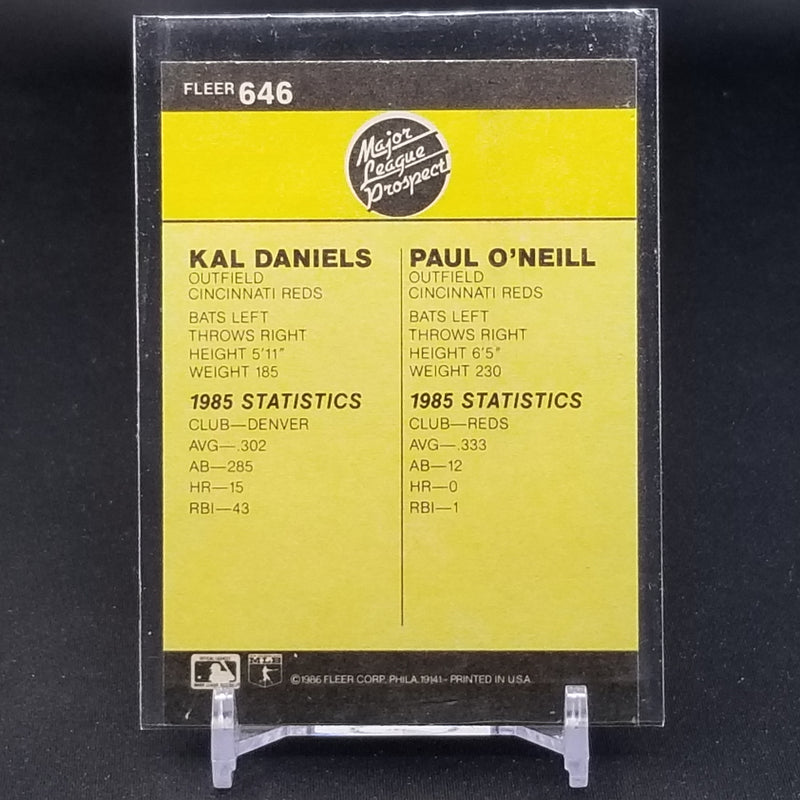 FLEER 646
Major
League
Prospect
KAL DANIELS
OUTFIELD
CINCINNATI REDS
BATS LEFT
THROWS RIGHT
HEIGHT 5'11"
WEIGHT 185
1985 STATISTICS
CLUB—DENVER
AVG—.302
AB—285
HR—15
RBI—43
PAUL O'NEILL
OUTFIELD
CINCINNATI REDS
BATS LEFT
THROWS RIGHT
HEIGHT 6'5"
WEIGHT 230
1985 STATISTICS
CLUB—REDS
AVG—.333
AB—12
HR—0
RBI—1
MLB
©1986 FLEER CORP. PHILA. 19141 - PRINTED IN U.S.A.